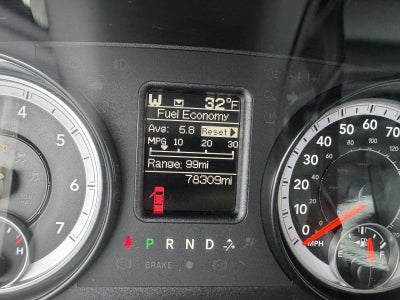 W 32°F
Fuel Economy
Avg: 5.8 Reset
MPG 10 20 30
Range: 99mi
78309mi
P R N D
BRAKE
4
5
6
7
H
0
10
20
30
40
50
60
70
MPH
F